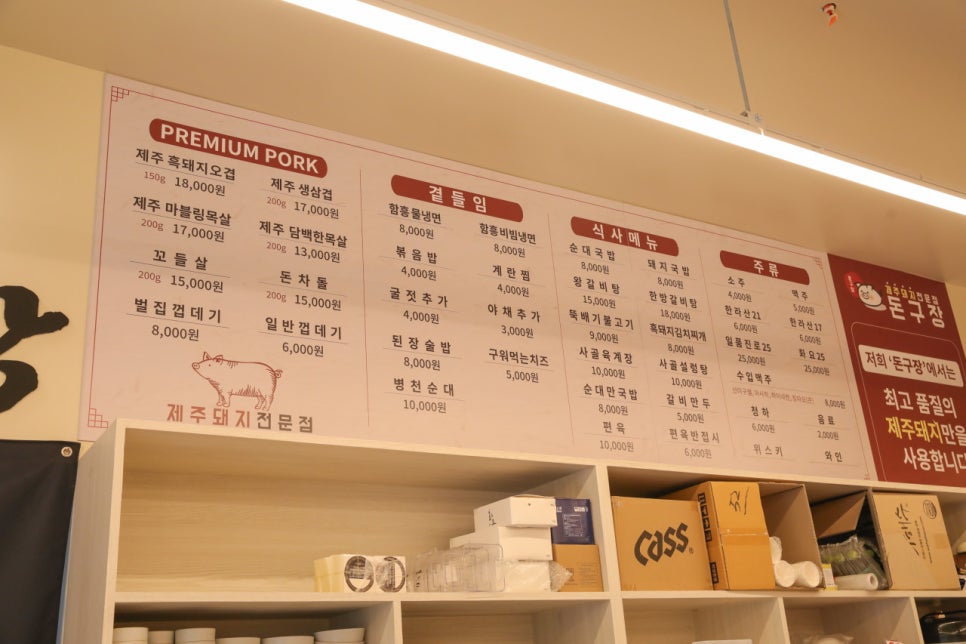 PREMIUM PORK
제주 흑돼지오겹
150g 18,000원
제주 생삼겹
200g 17,000원
제주 마블링목살
200g 17,000원
제주 담백한목살
200g 13,000원
꼬들살
200g 15,000원
돈차돌
200g 15,000원
벌집껍데기
8,000원
일반껍데기
6,000원
제주돼지전문점
곁들임
함흥물냉면
8,000원
함흥비빔냉면
8,000원
볶음밥
4,000원
계란찜
4,000원
굴젓추가
4,000원
야채추가
3,000원
된장술밥
8,000원
구워먹는치즈
5,000원
병천순대
10,000원
식사메뉴
순대국밥
8,000원
돼지국밥
8,000원
왕갈비탕
15,000원
한방갈비탕
18,000원
뚝배기불고기
9,000원
흑돼지김치찌개
8,000원
사골육계장
10,000원
사골설렁탕
10,000원
순대만국밥
8,000원
갈비만두
5,000원
편육
10,000원
편육반접시
6,000원
주류
소주
4,000원
맥주
5,000원
한라산21
6,000원
한라산17
6,000원
일품진로25
25,000원
화요25
25,000원
수입맥주
8,000원
청하
6,000원
음료
2,000원
위스키
와인
제주돼지전문점
돈구장
저희 '돈구장'에서는
최고 품질의
제주돼지만을
사용합니다
cass